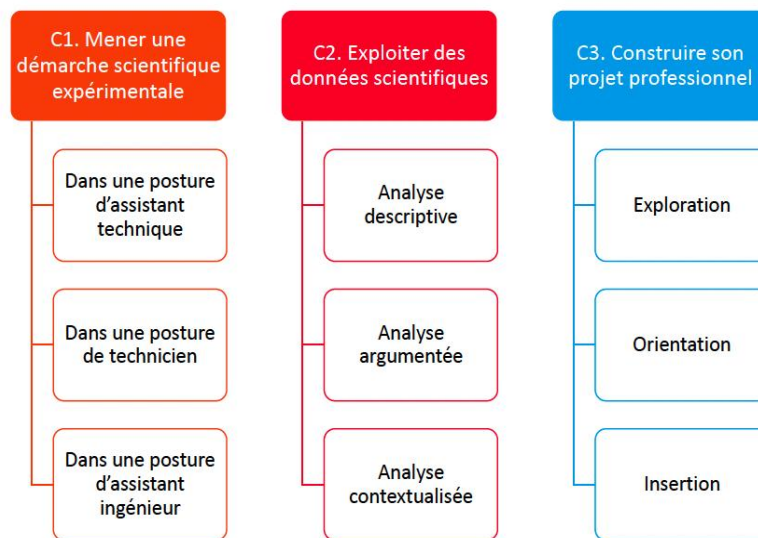 C1. Mener une
démarche scientifique
expérimentale
Dans une posture
d'assistant
technique
Dans une posture
de technicien
Dans une posture
d'assistant
ingénieur
C2. Exploiter des
données scientifiques
Analyse
descriptive
Analyse
argumentée
Analyse
contextualisée
C3. Construire son
projet professionnel
Exploration
Orientation
Insertion